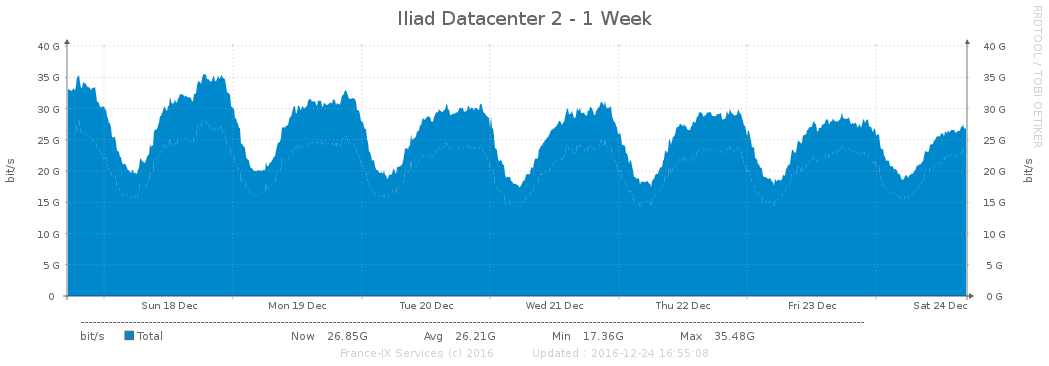 Iliad Datacenter 2 - 1 Week
RRDTOOL / TOBI OETIKER
40 G 40 G
35 G 35 G
30 G 30 G
25 G 25 G
20 G 20 G
15 G 15 G
10 G 10 G
5 G 5 G
0 0 G
bit/s
bit/s
Sun 18 Dec Mon 19 Dec Tue 20 Dec Wed 21 Dec Thu 22 Dec Fri 23 Dec Sat 24 Dec
bit/s Total Now 26.85G Avg 26.21G Min 17.36G Max 35.48G
France-IX Services (c) 2016 Updated : 2016-12-24 16:55:08